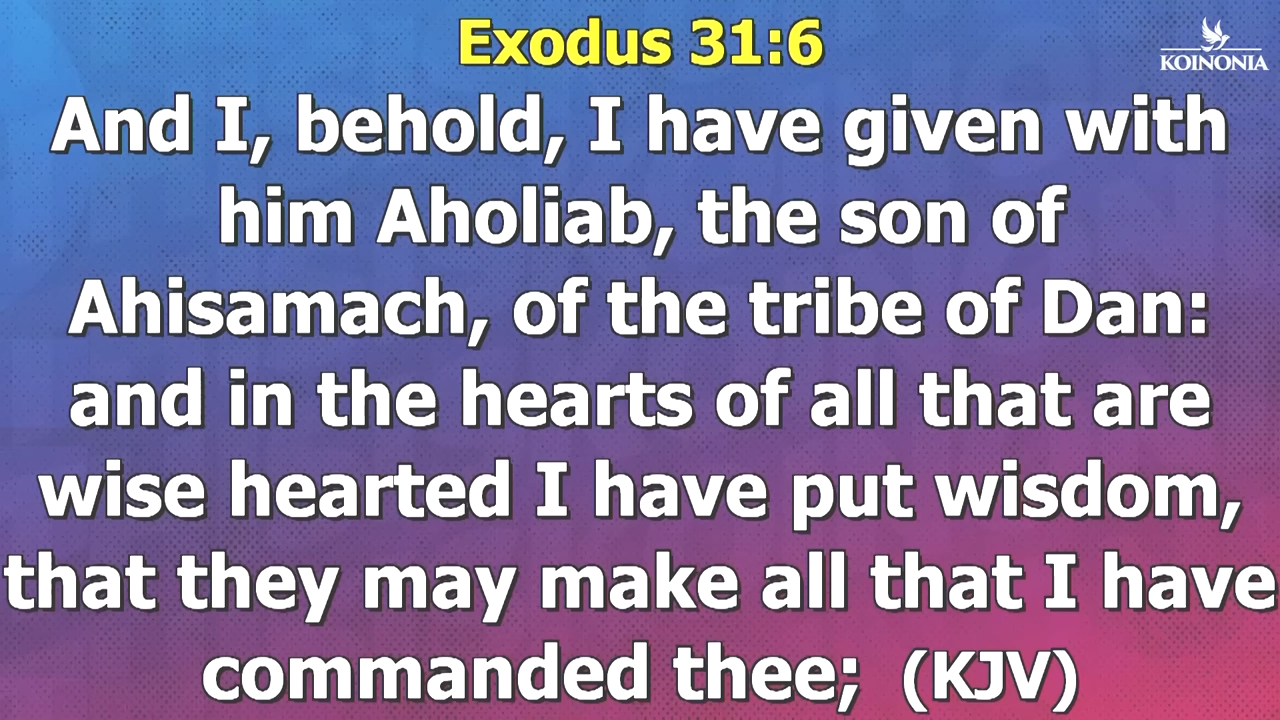 Exodus 31:6
KOINONIA
And I, behold, I have given with
him Aholiab, the son of
Ahisamach, of the tribe of Dan:
and in the hearts of all that are
wise hearted I have put wisdom,
that they may make all that I have
commanded thee; (KJV)